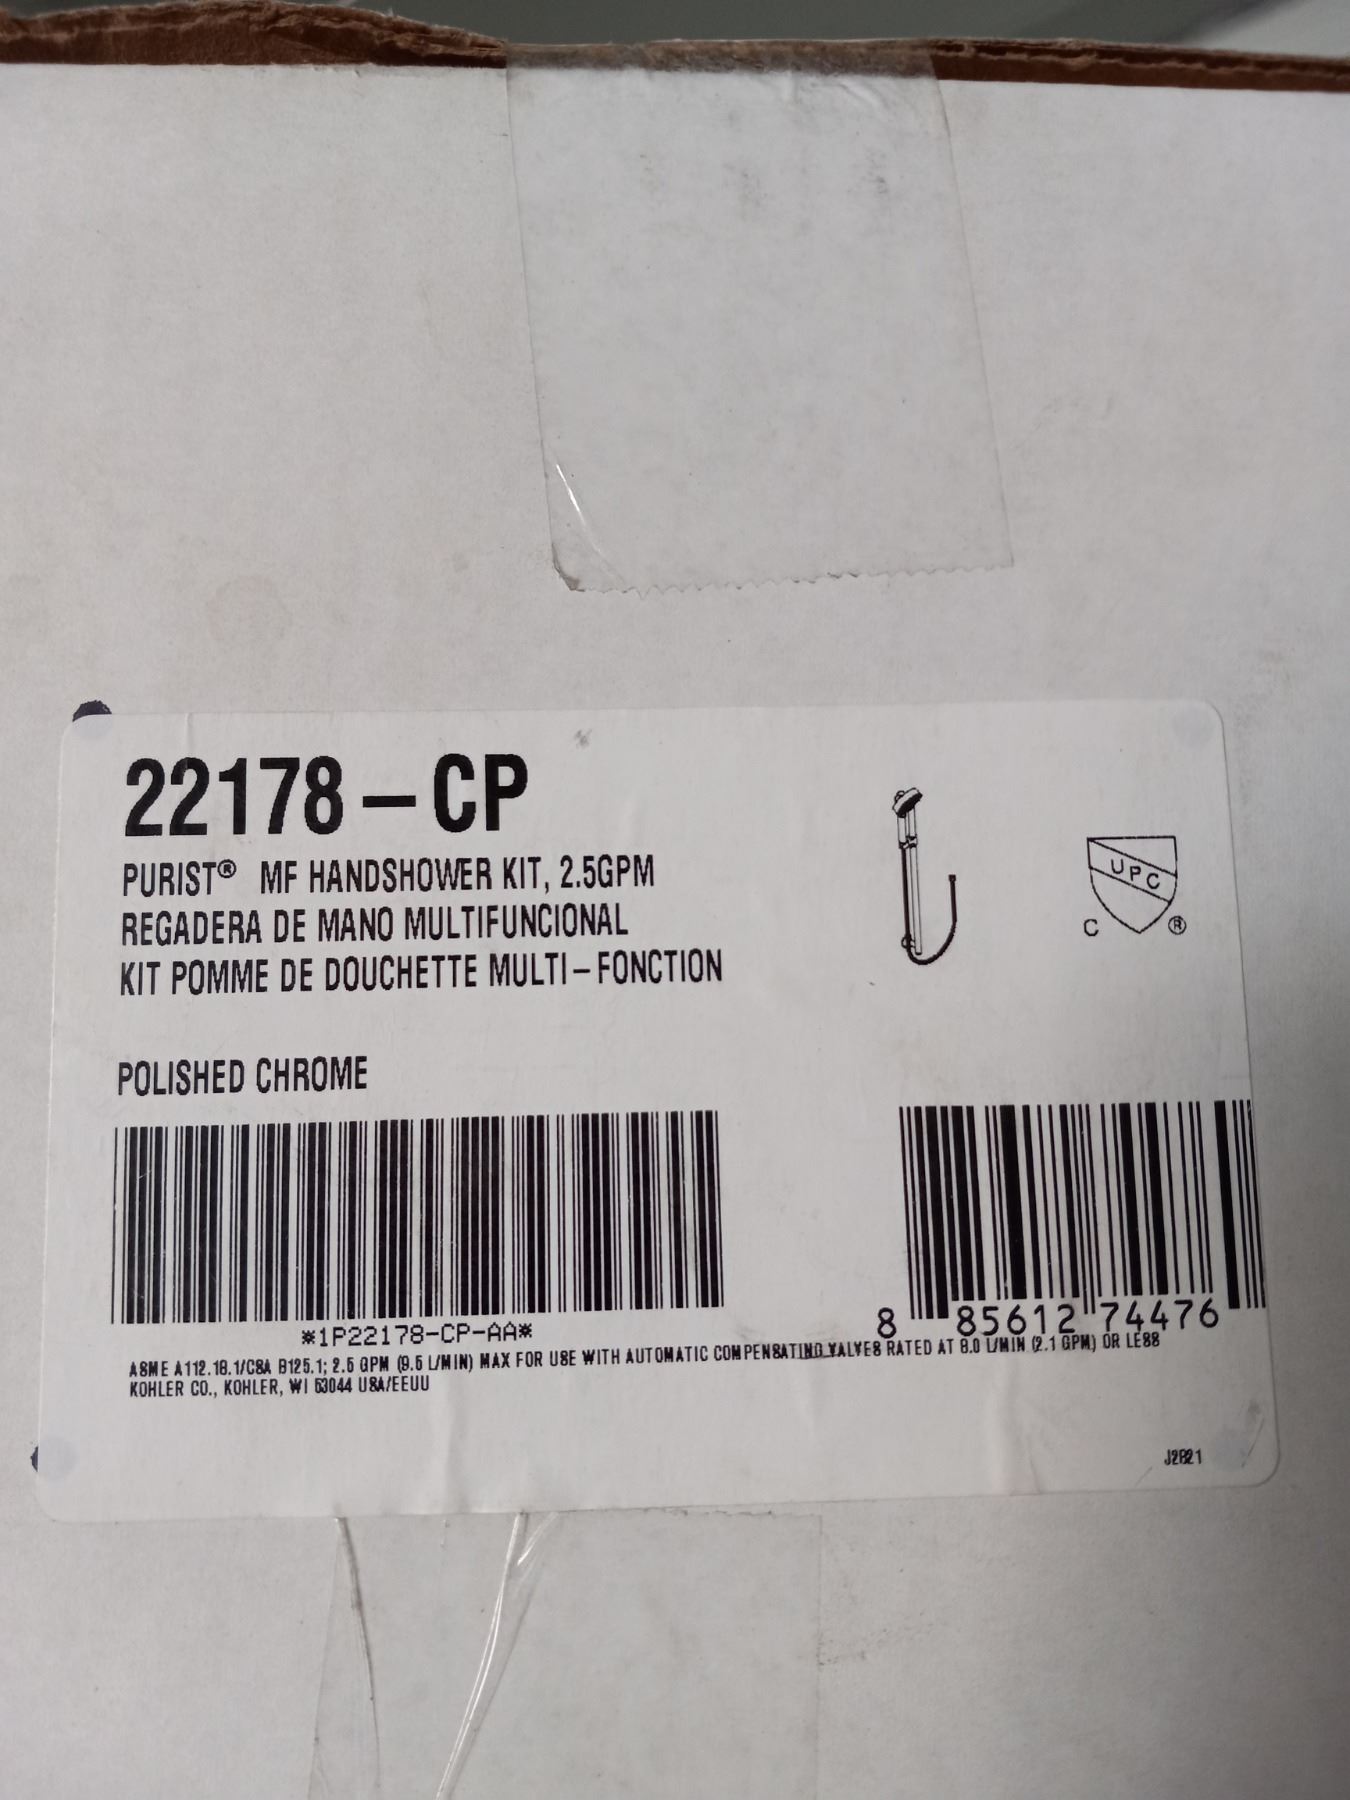 22178-CP
PURIST® MF HANDSHOWER KIT, 2.5GPM
REGADERA DE MANO MULTIFUNCIONAL
KIT POMME DE DOUCHETTE MULTI-FONCTION
UPC
C ®
POLISHED CHROME
*1P22178-CP-AA*
8 85612 74476
ASME A112.18.1/CSA B125.1; 2.5 GPM (9.5 L/MIN) MAX FOR USE WITH AUTOMATIC COMPENSATING VALVES RATED AT 8.0 L/MIN (2.1 GPM) OR LESS
KOHLER CO., KOHLER, WI 53044 USA/EEUU